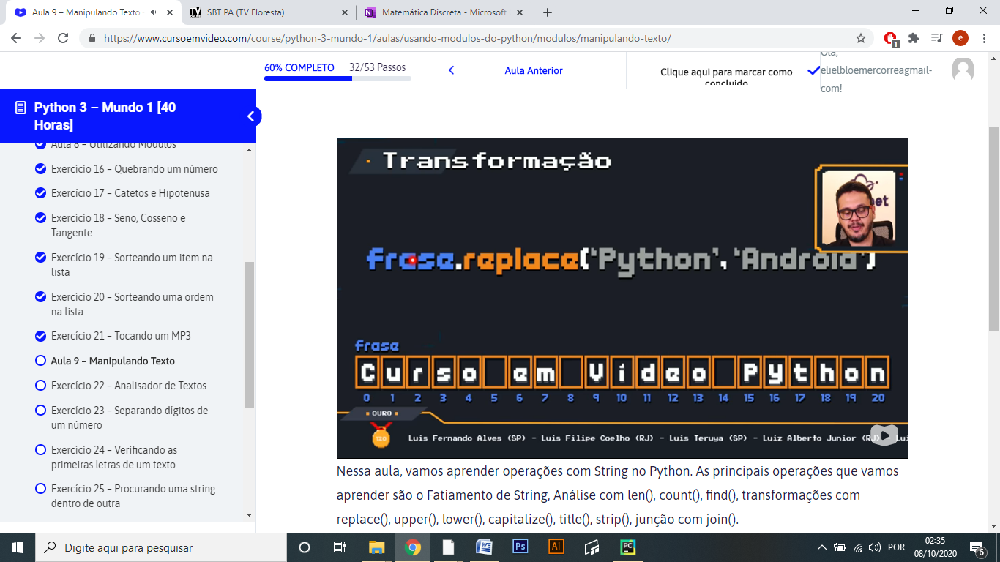 Aula 9 – Manipulando Texto
SBT PA (TV Floresta)
Matemática Discreta - Microsoft
https://www.cursoemvideo.com/course/python-3-mundo-1/aulas/usando-modulos-do-python/modulos/manipulando-texto/
e
1
60% COMPLETO
32/53 Passos
Aula Anterior
Clique aqui para marcar como
concluído
Olá,
elielbloemercorreagmail-
com!
Python 3 – Mundo 1 [40
Horas]
Aula 8 – Utilizando Módulos
Exercício 16 – Quebrando um número
Exercício 17 – Catetos e Hipotenusa
Exercício 18 – Seno, Cosseno e
Tangente
Exercício 19 – Sorteando um item na
lista
Exercício 20 – Sorteando uma ordem
na lista
Exercício 21 – Tocando um MP3
Aula 9 – Manipulando Texto
Exercício 22 – Analisador de Textos
Exercício 23 – Separando dígitos de
um número
Exercício 24 – Verificando as
primeiras letras de um texto
Exercício 25 – Procurando uma string
dentro de outra
Transformação
net
frase.replace('Python', 'Android')
frase
Curso em Video Python
0 1 2 3 4 5 6 7 8 9 10 11 12 13 14 15 16 17 18 19 20
OURO
Luis Fernando Alves (SP) - Luis Filipe Coelho (RJ) - Luis Teruya (SP) - Luiz Alberto Junior (RJ) - Lui
Nessa aula, vamos aprender operações com String no Python. As principais operações que vamos
aprender são o Fatiamento de String, Análise com len(), count(), find(), transformações com
replace(), upper(), lower(), capitalize(), title(), strip(), junção com join().
Digite aqui para pesquisar
Ps
Ai
PC
POR
02:35
08/10/2020
6